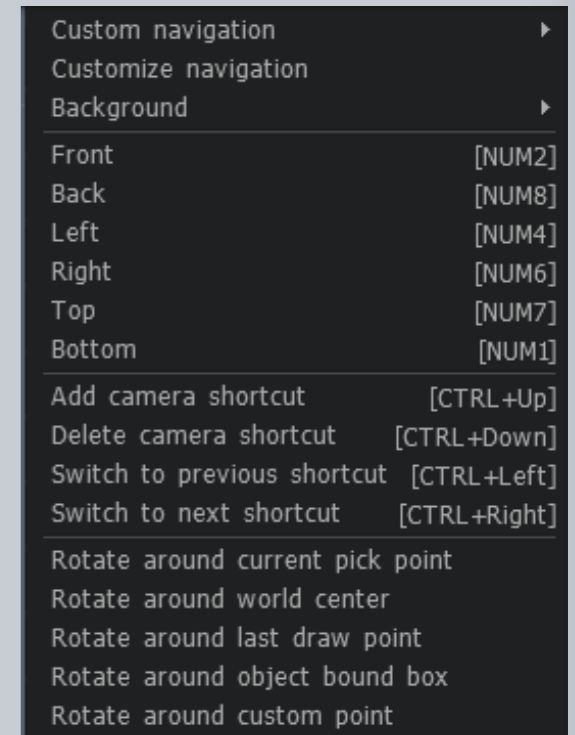 Custom navigation
Customize navigation
Background
Front [NUM2]
Back [NUM8]
Left [NUM4]
Right [NUM6]
Top [NUM7]
Bottom [NUM1]
Add camera shortcut [CTRL+Up]
Delete camera shortcut [CTRL+Down]
Switch to previous shortcut [CTRL+Left]
Switch to next shortcut [CTRL+Right]
Rotate around current pick point
Rotate around world center
Rotate around last draw point
Rotate around object bound box
Rotate around custom point